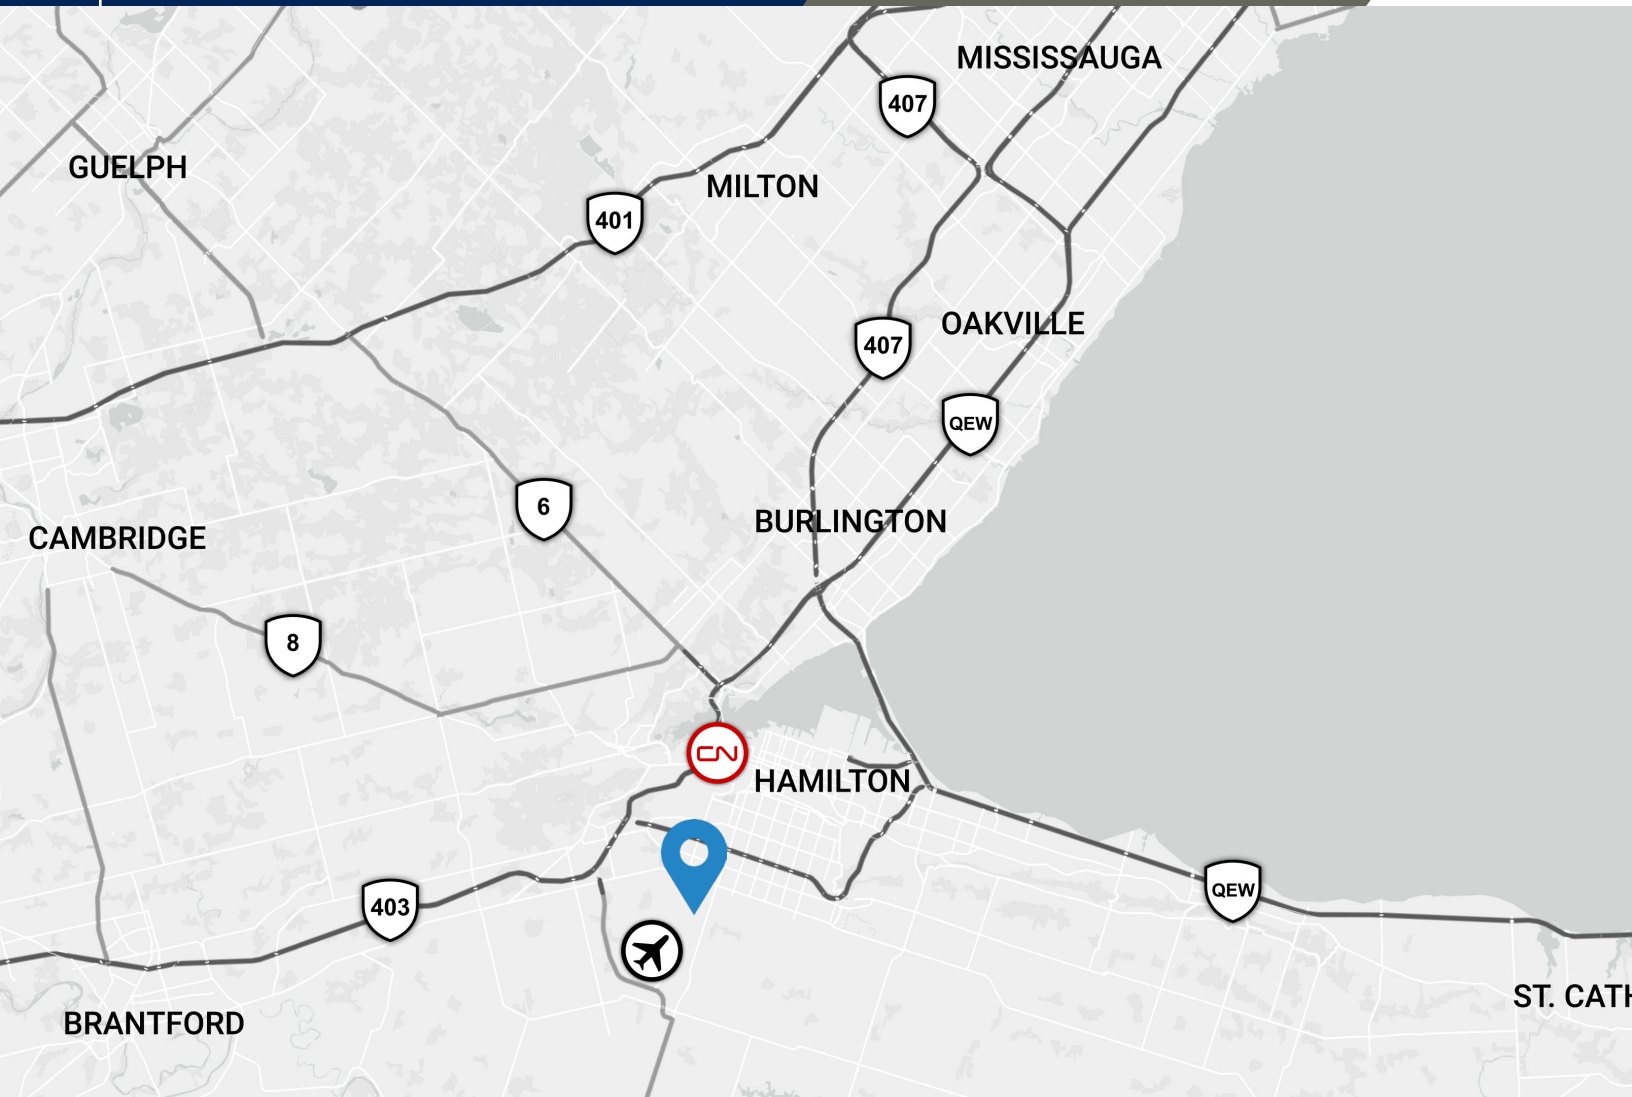 MISSISSAUGA
407
GUELPH
MILTON
401
OAKVILLE
407
QEW
6
BURLINGTON
CAMBRIDGE
8
CN
HAMILTON
403
QEW
ST. CATH
BRANTFORD